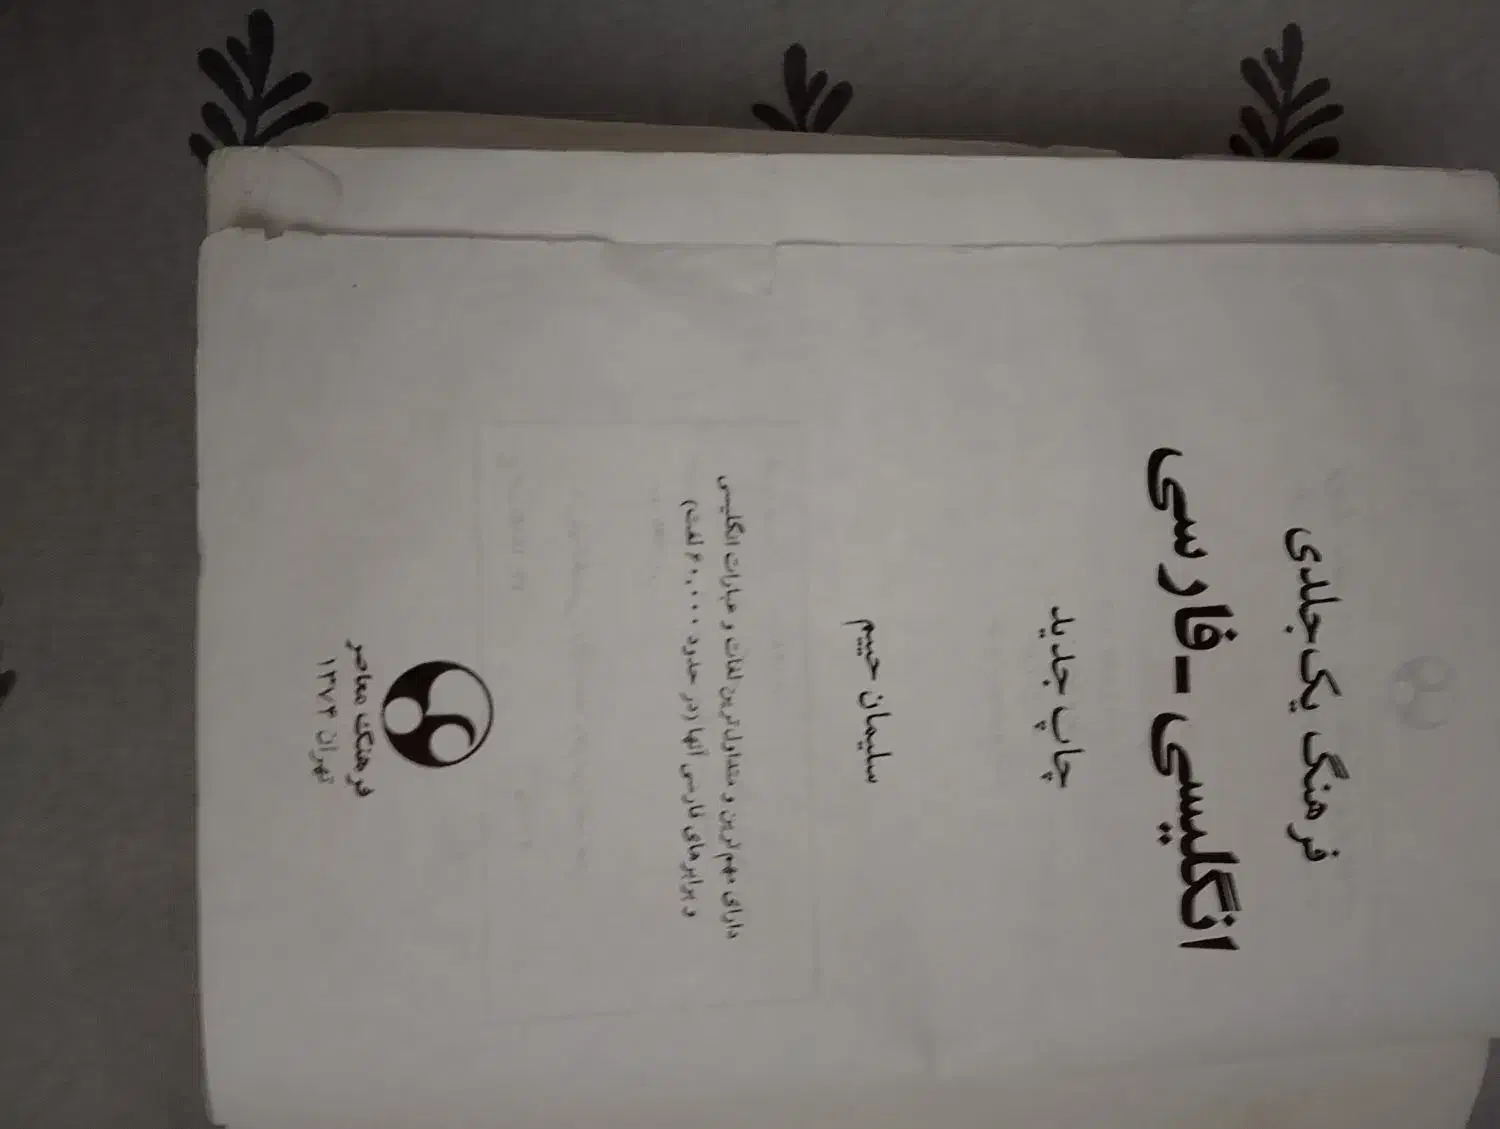 فرهنگ یک‌جلدی
انگلیسی - فارسی
چاپ جدید
سلیمان حییم
دارای مهم‌ترین و متداول‌ترین لغات و عبارات انگلیسی
و برابرهای فارسی آنها (در حدود ۶۰,۰۰۰ لغت)
فرهنگ معاصر
تهران ۱۳۷۴